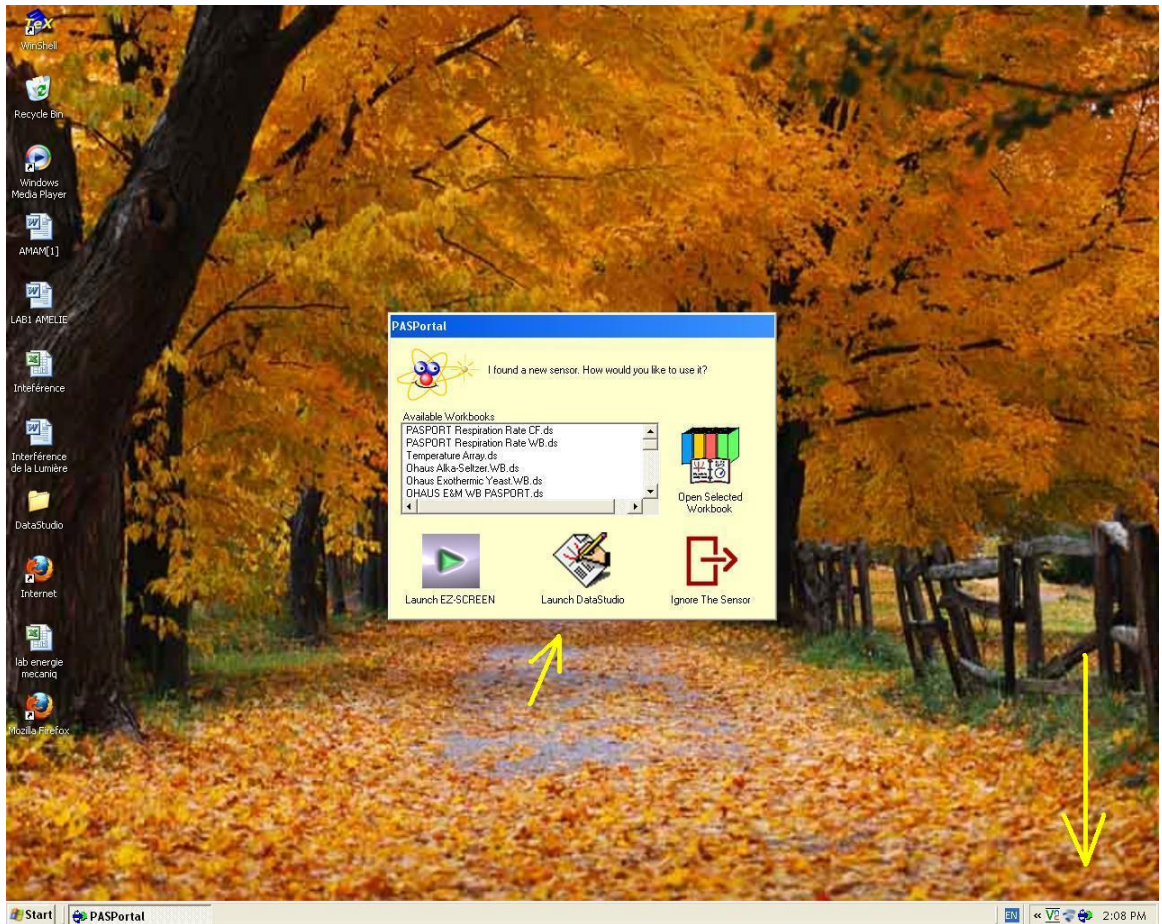 TeX
WinShell
Recycle Bin
Windows
Media Player
AMAM[1]
LAB1 AMELIE
Inteférence
Interférence
de la Lumière
DataStudio
Internet
lab energie
mecaniq
Mozilla Firefox
PASPortal
I found a new sensor. How would you like to use it?
Available Workbooks
PASPORT Respiration Rate CF.ds
PASPORT Respiration Rate WB.ds
Temperature Array.ds
Ohaus Alka-Seltzer.WB.ds
Ohaus Exothermic Yeast.WB.ds
OHAUS E&M WB PASPORT.ds
Open Selected
Workbook
Launch EZ-SCREEN
Launch DataStudio
Ignore The Sensor
Start
PASPortal
EN
«
V2
2:08 PM